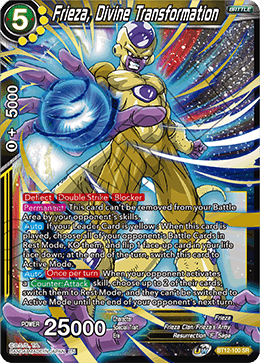 Frieza, Divine Transformation
BATTLE
5
0 + 5000
Deflect Double Strike Blocker
Permanent This card can't be removed from your Battle
Area by your opponent's skills.
Auto If your Leader Card is yellow: When this card is
played, choose all of your opponent's Battle Cards in
Rest Mode, KO them, and flip 1 face-up card in your life
face down; at the end of the turn, switch this card to
Active Mode.
Auto Once per turn When your opponent activates
a Counter: Attack skill, choose up to 2 of their cards,
switch them to Rest Mode, and they can't be switched to
Active Mode until the end of your opponent's next turn.
POWER 25000
Character Frieza
Special Trait Frieza Clan/Frieza's Army
Era Resurrection 'F' Saga
BT12-100 SR